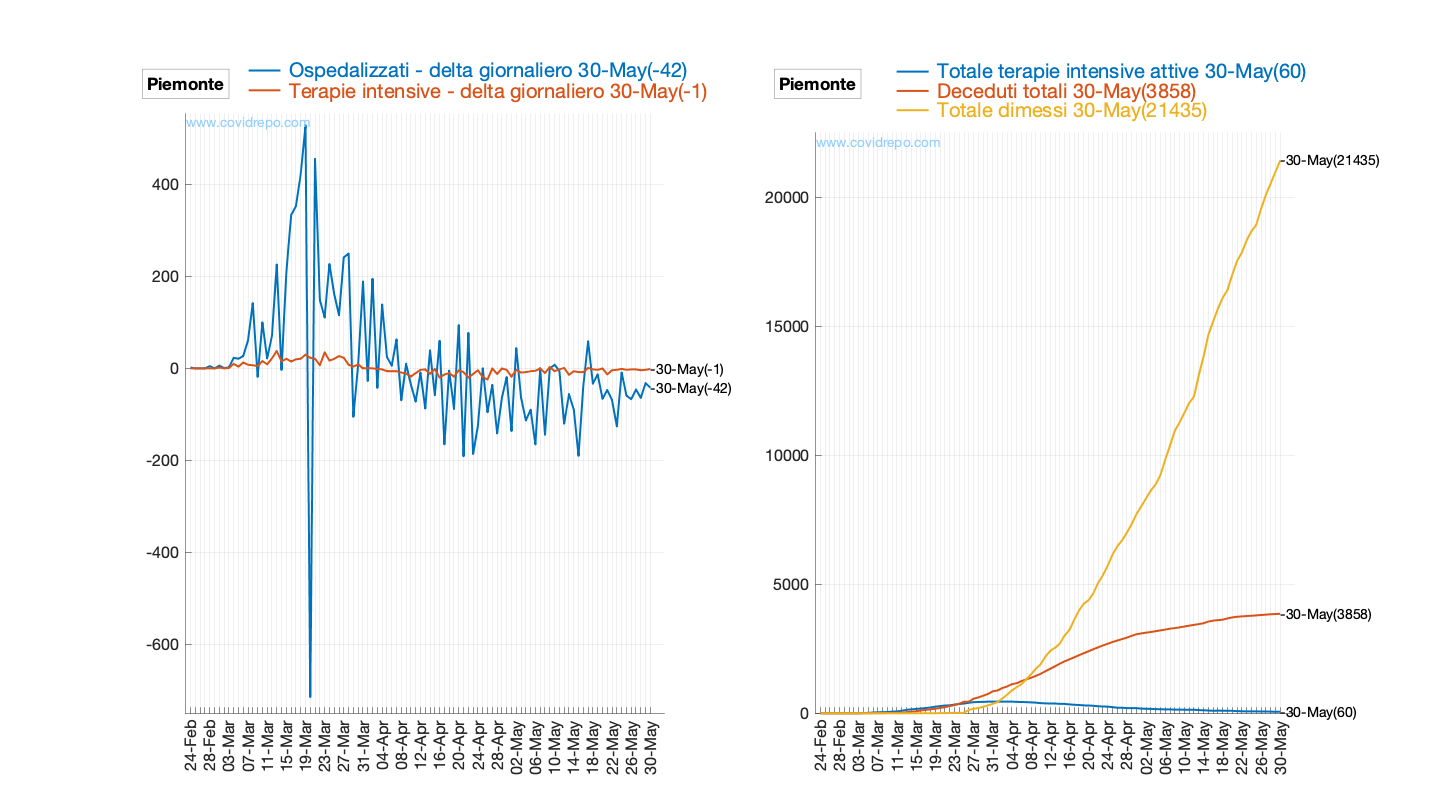 Piemonte
Ospedalizzati - delta giornaliero 30-May(-42)
Terapie intensive - delta giornaliero 30-May(-1)
www.covidrepo.com
400
200
0
-200
-400
-600
30-May(-1)
30-May(-42)
24-Feb
28-Feb
03-Mar
07-Mar
11-Mar
15-Mar
19-Mar
23-Mar
27-Mar
31-Mar
04-Apr
08-Apr
12-Apr
16-Apr
20-Apr
24-Apr
28-Apr
02-May
06-May
10-May
14-May
18-May
22-May
26-May
30-May
Piemonte
Totale terapie intensive attive 30-May(60)
Deceduti totali 30-May(3858)
Totale dimessi 30-May(21435)
www.covidrepo.com
20000
15000
10000
5000
0
30-May(21435)
30-May(3858)
30-May(60)
24-Feb
28-Feb
03-Mar
07-Mar
11-Mar
15-Mar
19-Mar
23-Mar
27-Mar
31-Mar
04-Apr
08-Apr
12-Apr
16-Apr
20-Apr
24-Apr
28-Apr
02-May
06-May
10-May
14-May
18-May
22-May
26-May
30-May